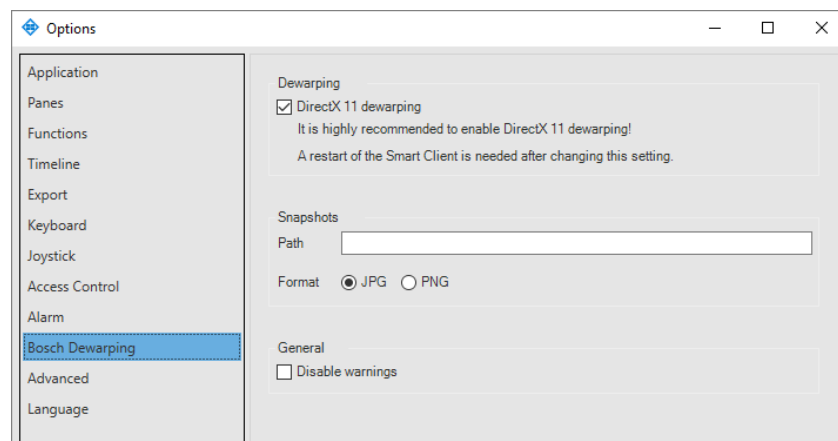 Options
Application
Panes
Functions
Timeline
Export
Keyboard
Joystick
Access Control
Alarm
Bosch Dewarping
Advanced
Language
Dewarping
DirectX 11 dewarping
It is highly recommended to enable DirectX 11 dewarping!
A restart of the Smart Client is needed after changing this setting.
Snapshots
Path
Format JPG PNG
General
Disable warnings